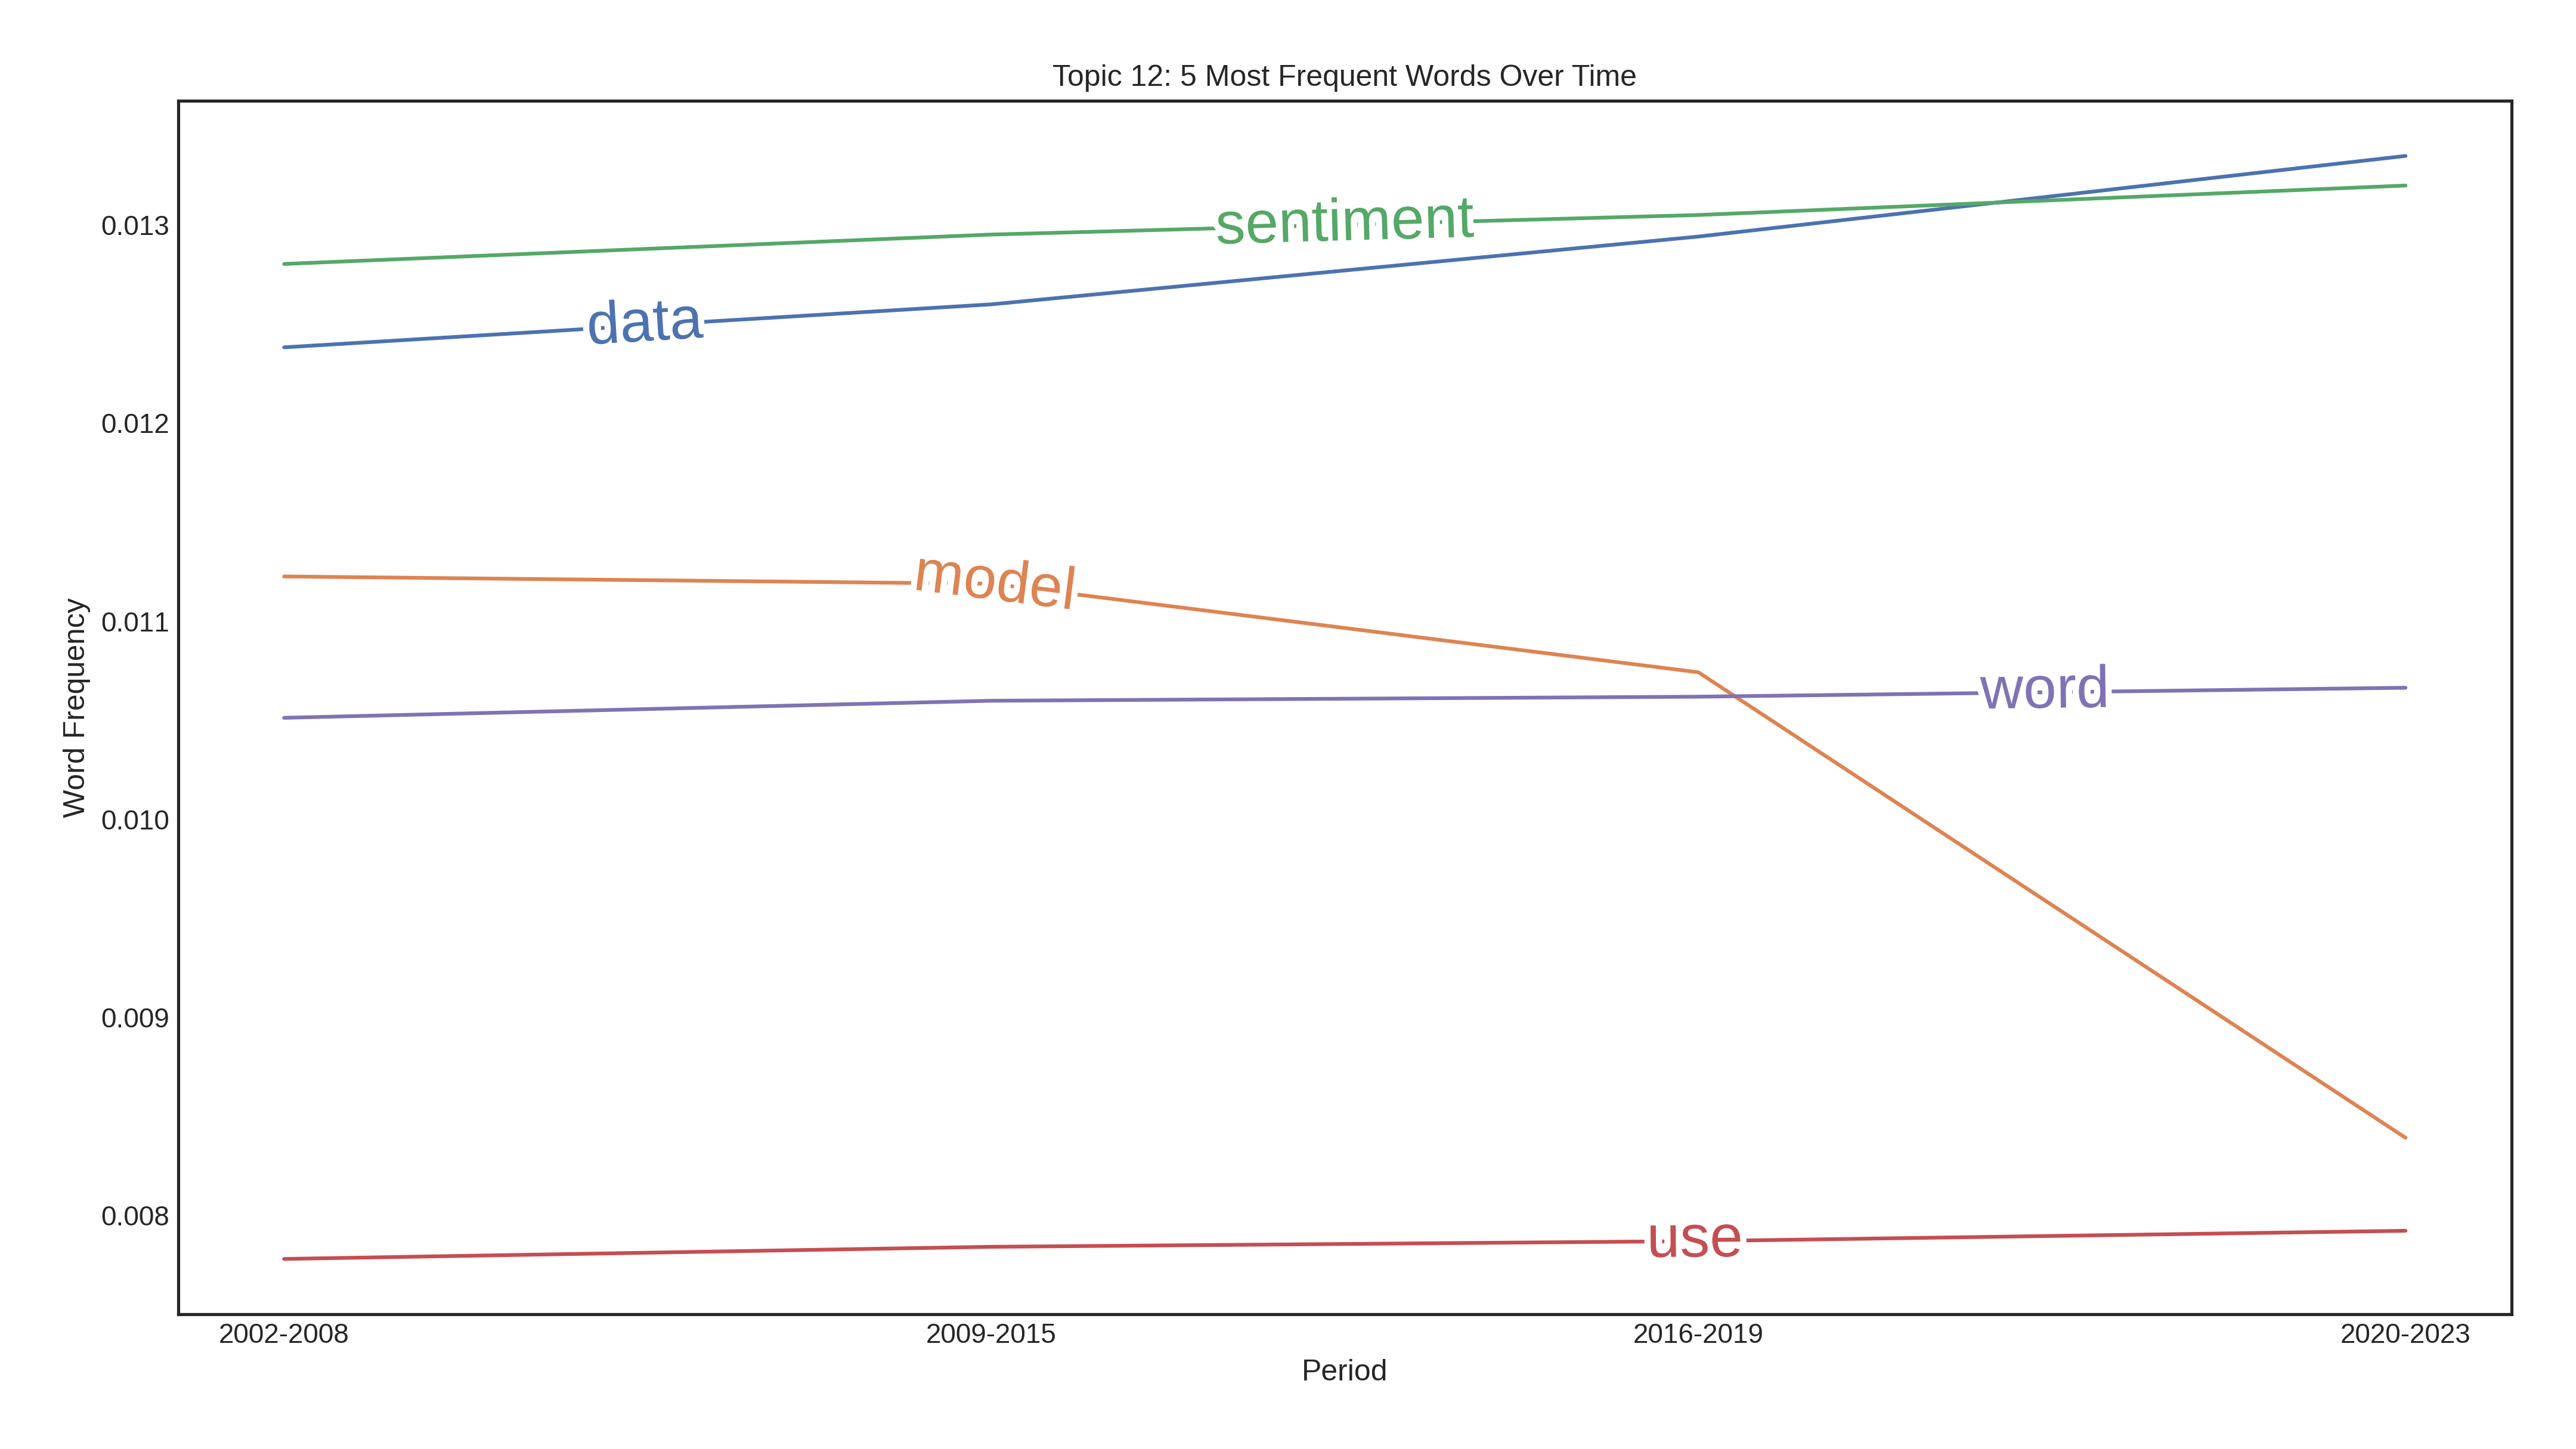 Topic 12: 5 Most Frequent Words Over Time
Word Frequency
0.013
0.012
0.011
0.010
0.009
0.008
sentiment
data
model
word
use
2002-2008
2009-2015
2016-2019
2020-2023
Period